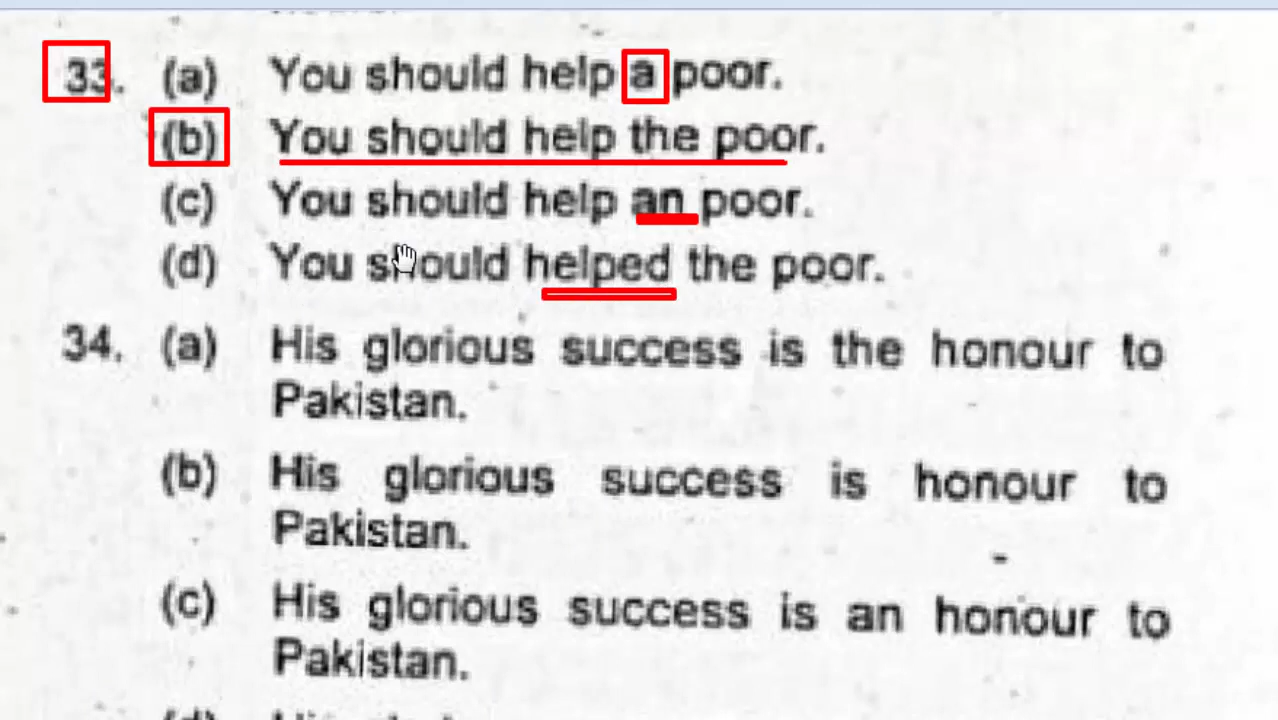 33. (a) You should help a poor.
(b) You should help the poor.
(c) You should help an poor.
(d) You should helped the poor.
34. (a) His glorious success is the honour to
Pakistan.
(b) His glorious success is honour to
Pakistan.
(c) His glorious success is an honour to
Pakistan.